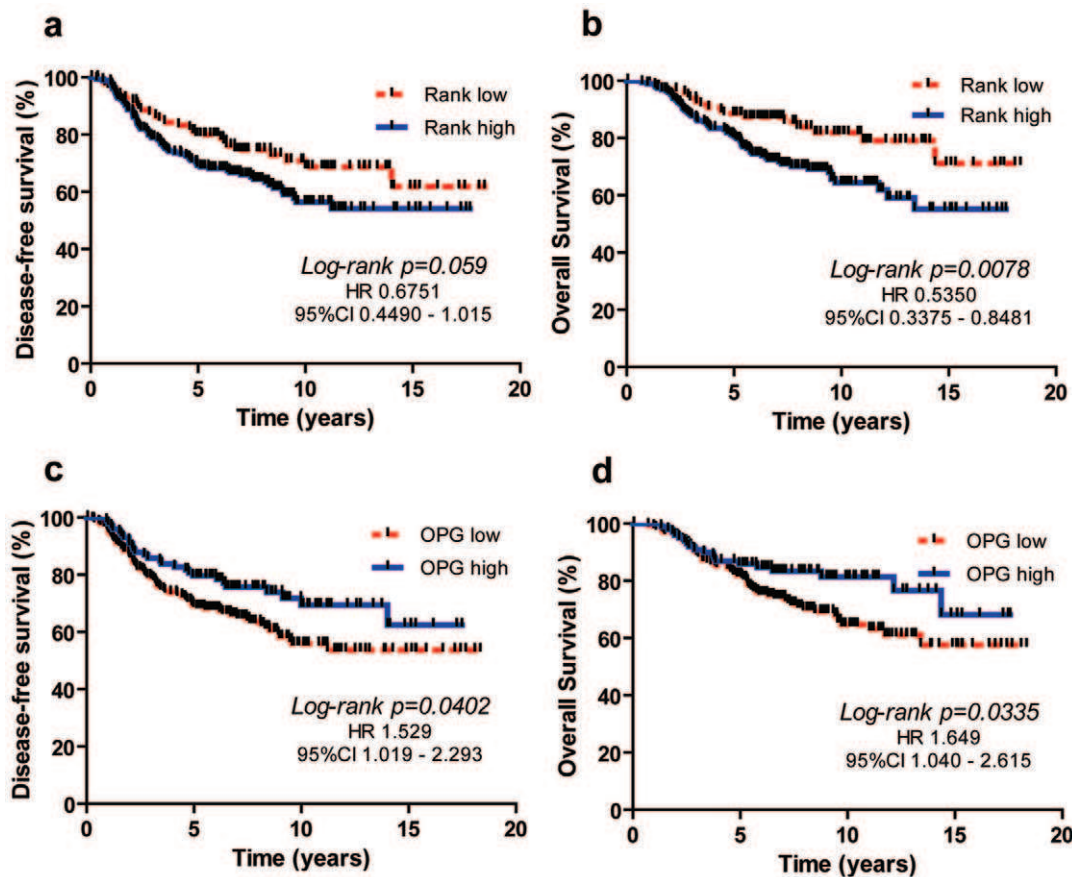 a
Disease-free survival (%)
100
80
60
40
20
0
0 5 10 15 20
Time (years)
Rank low
Rank high
Log-rank p=0.059
HR 0.6751
95%CI 0.4490 - 1.015
b
Overall Survival (%)
100
80
60
40
20
0
0 5 10 15 20
Time (years)
Rank low
Rank high
Log-rank p=0.0078
HR 0.5350
95%CI 0.3375 - 0.8481
c
Disease-free survival (%)
100
80
60
40
20
0
0 5 10 15 20
Time (years)
OPG low
OPG high
Log-rank p=0.0402
HR 1.529
95%CI 1.019 - 2.293
d
Overall Survival (%)
100
80
60
40
20
0
0 5 10 15 20
Time (years)
OPG low
OPG high
Log-rank p=0.0335
HR 1.649
95%CI 1.040 - 2.615